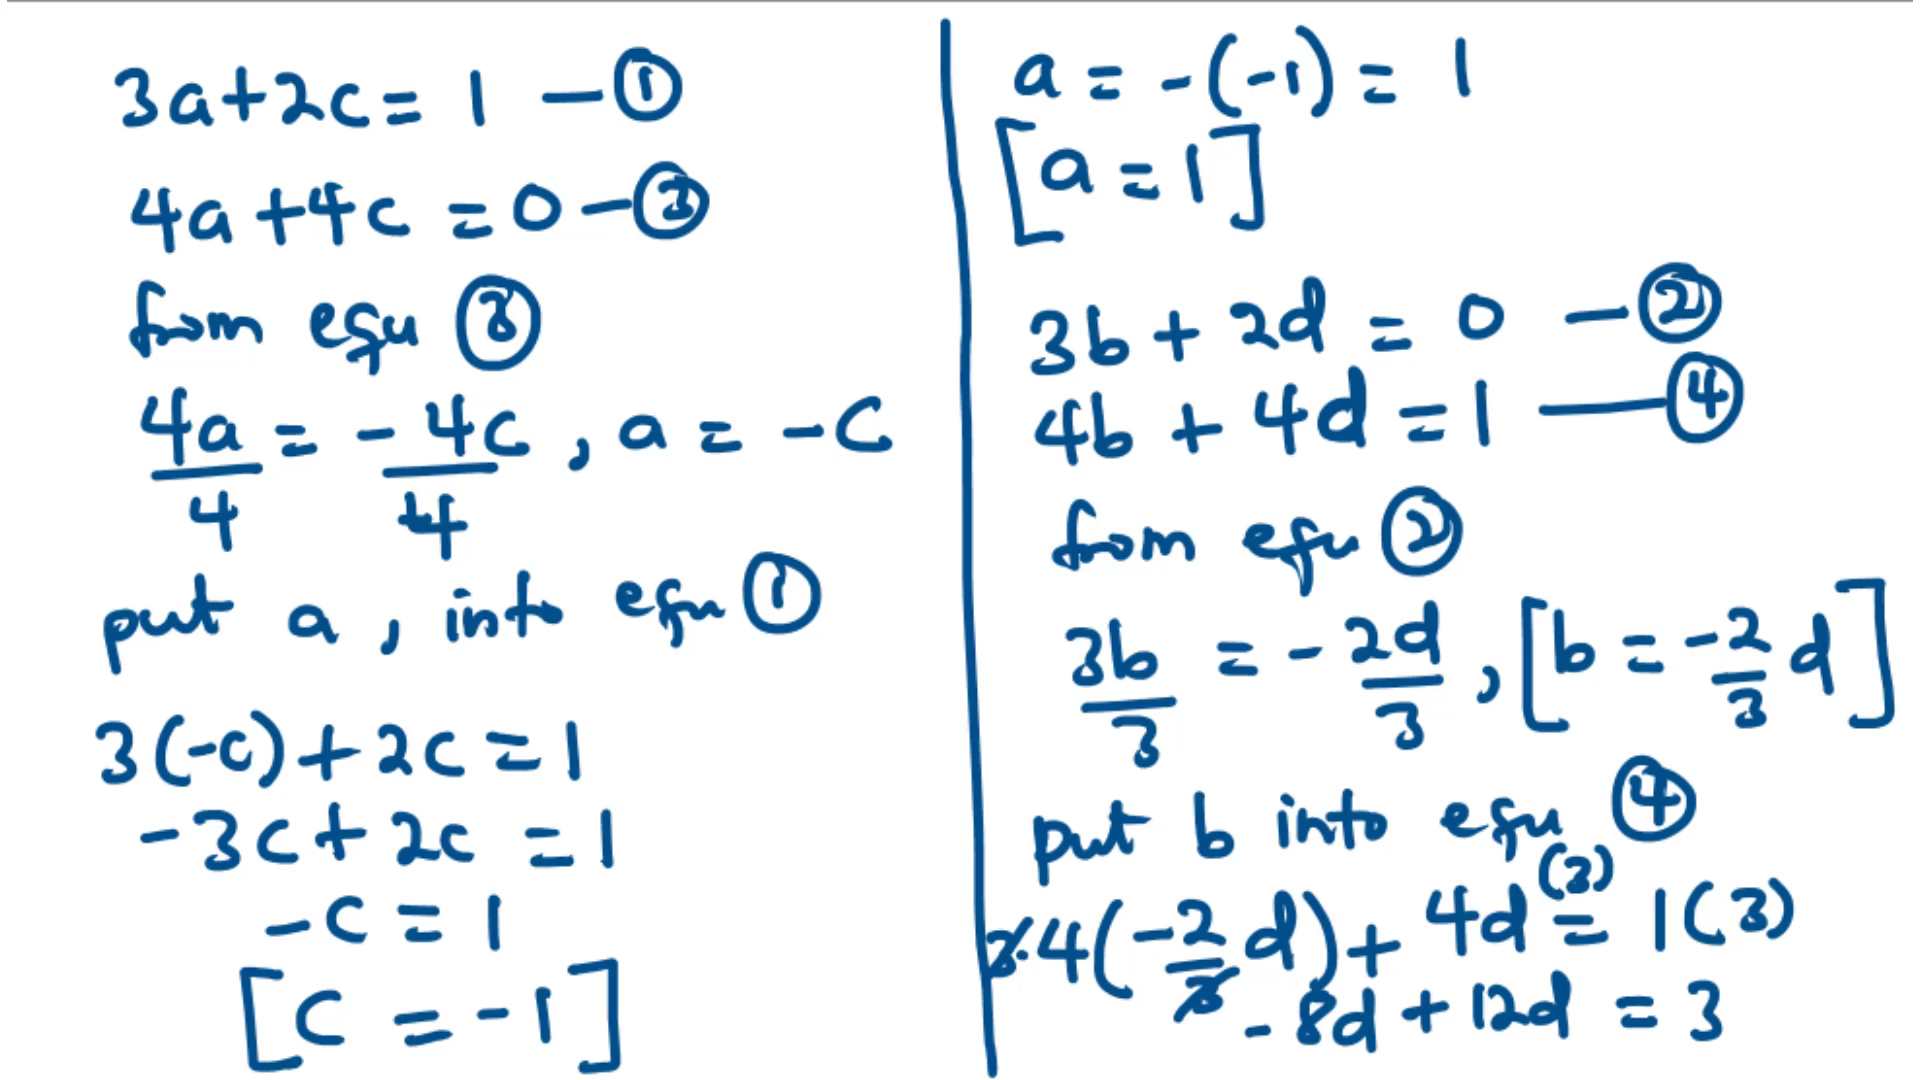 3a+2c= 1 — ①
4a +4c = 0 — ③
from equ ③
4a/4 = - 4c/4 , a = -c
put a , into equ ①
3(-c) + 2c = 1
-3c + 2c = 1
-c = 1
[c = -1]
a = -(-1) = 1
[a = 1]
3b + 2d = 0 — ②
4b + 4d = 1 — ④
from equ ②
3b/3 = - 2d/3 , [b = -2/3 d]
put b into equ ④
3·4(-2/3 d) + 4d(3) = 1(3)
- 8d + 12d = 3